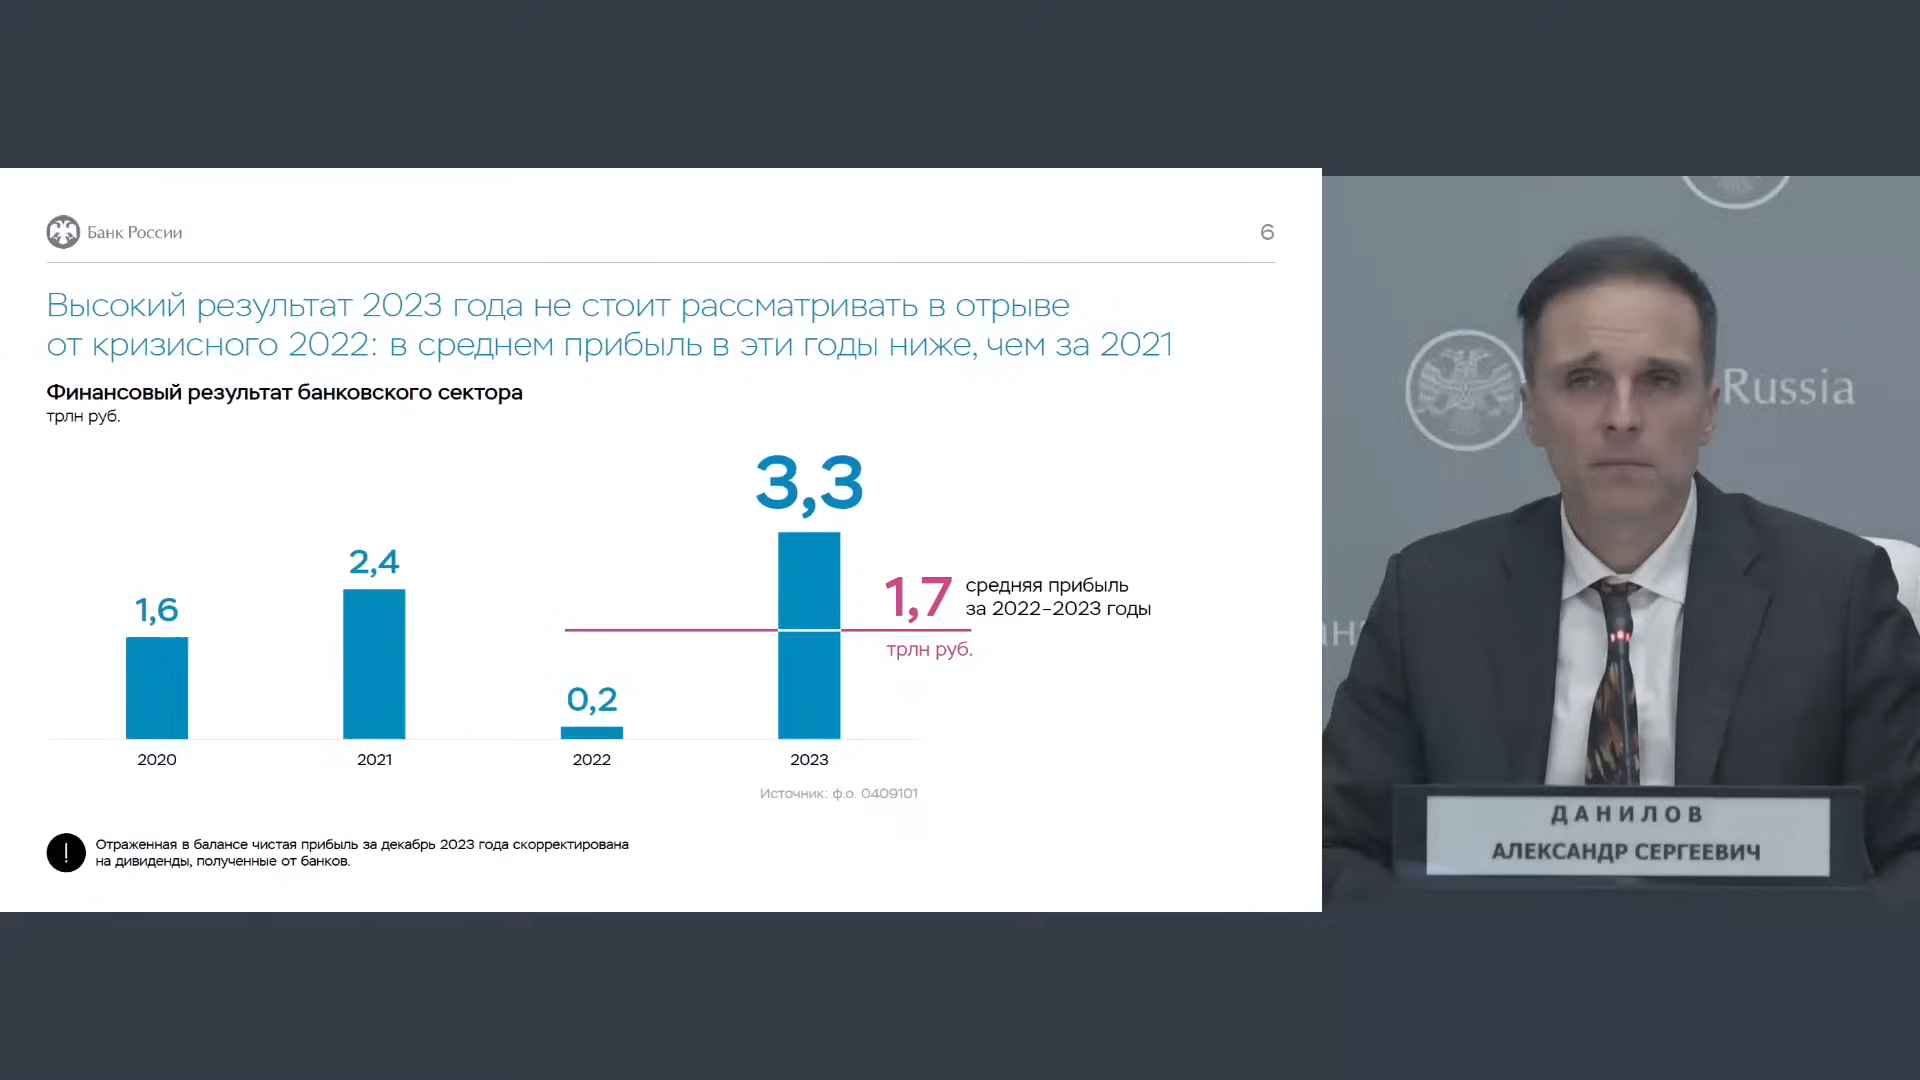 Банк России
6
Высокий результат 2023 года не стоит рассматривать в отрыве
от кризисного 2022: в среднем прибыль в эти годы ниже, чем за 2021
Финансовый результат банковского сектора
трлн руб.
3,3
2,4
1,6
0,2
1,7
средняя прибыль
за 2022–2023 годы
трлн руб.
2020
2021
2022
2023
Источник: ф.о. 0409101
!
Отраженная в балансе чистая прибыль за декабрь 2023 года скорректирована
на дивиденды, полученные от банков.
Russia
ДАНИЛОВ
АЛЕКСАНДР СЕРГЕЕВИЧ